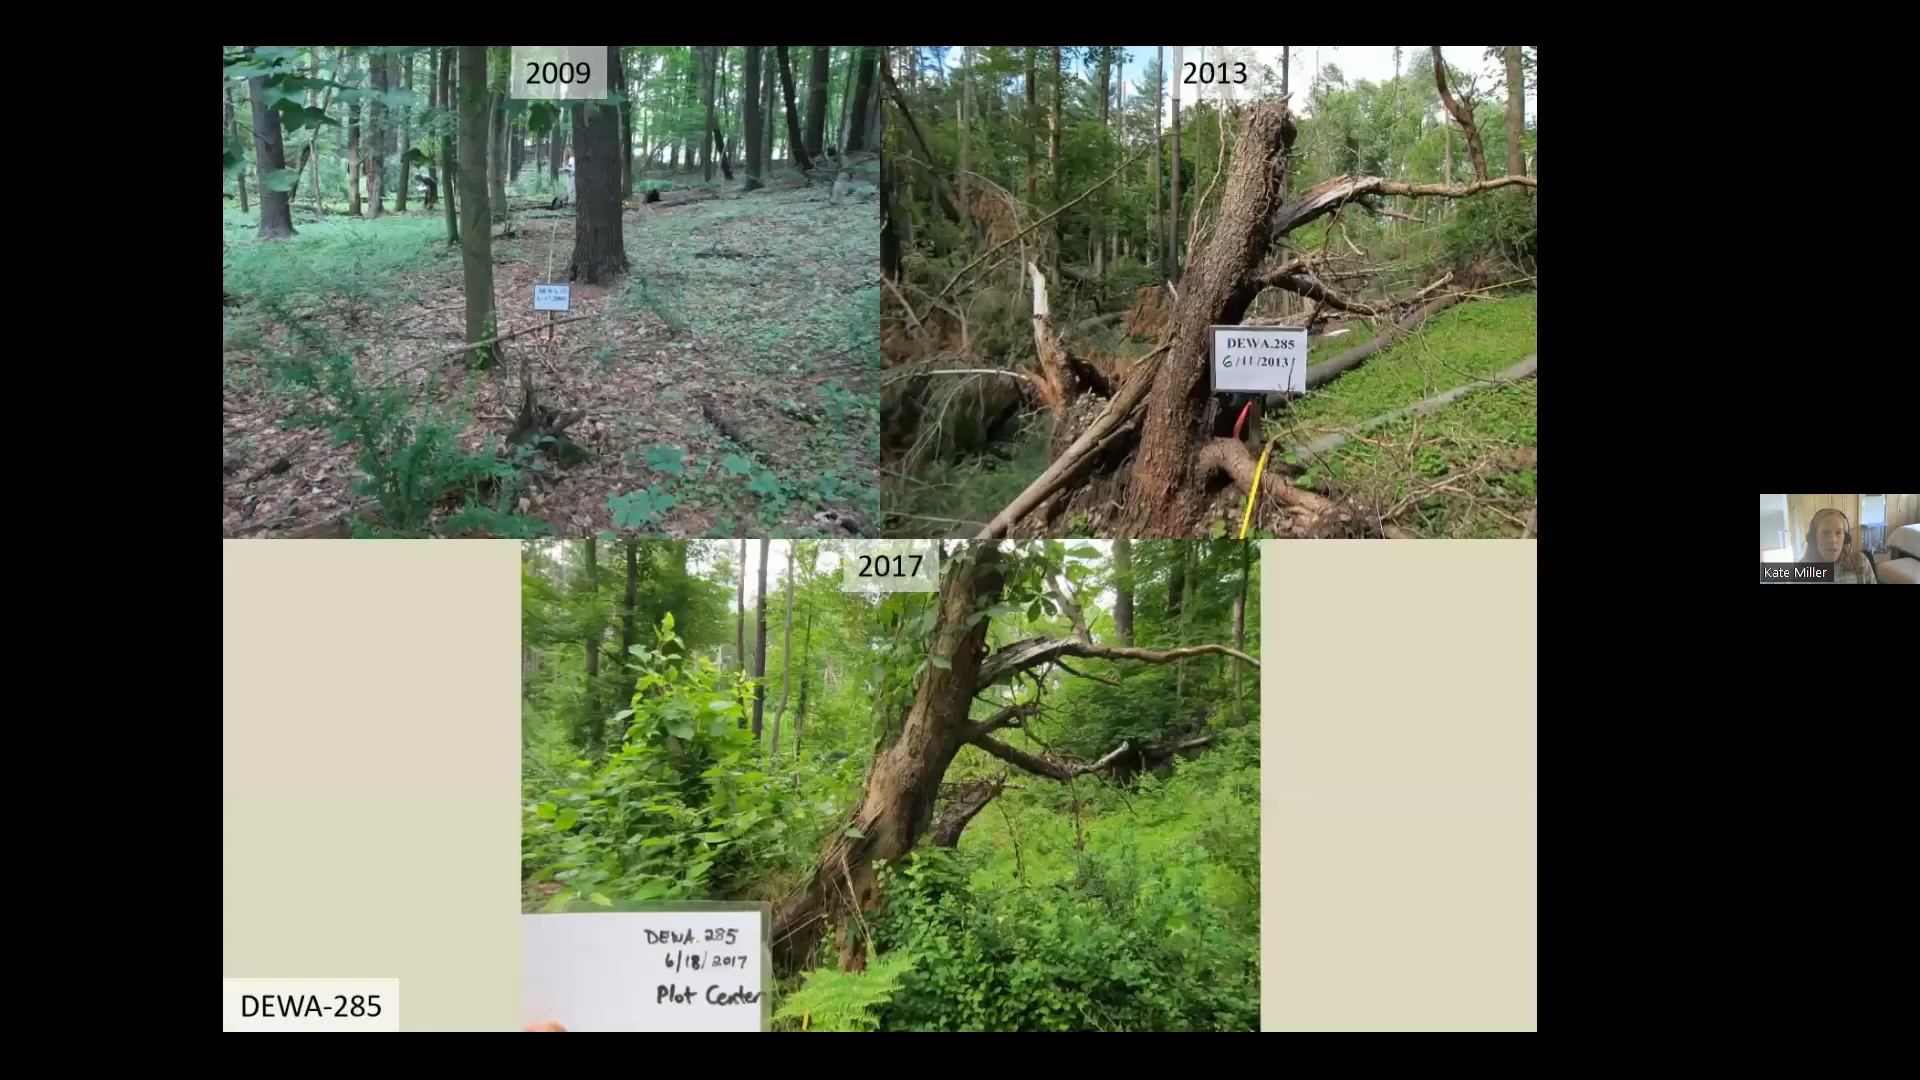 2009
2013
DEWA.285
6/11/2013
2017
DEWA. 285
6/18/2017
Plot Center
DEWA-285
Kate Miller